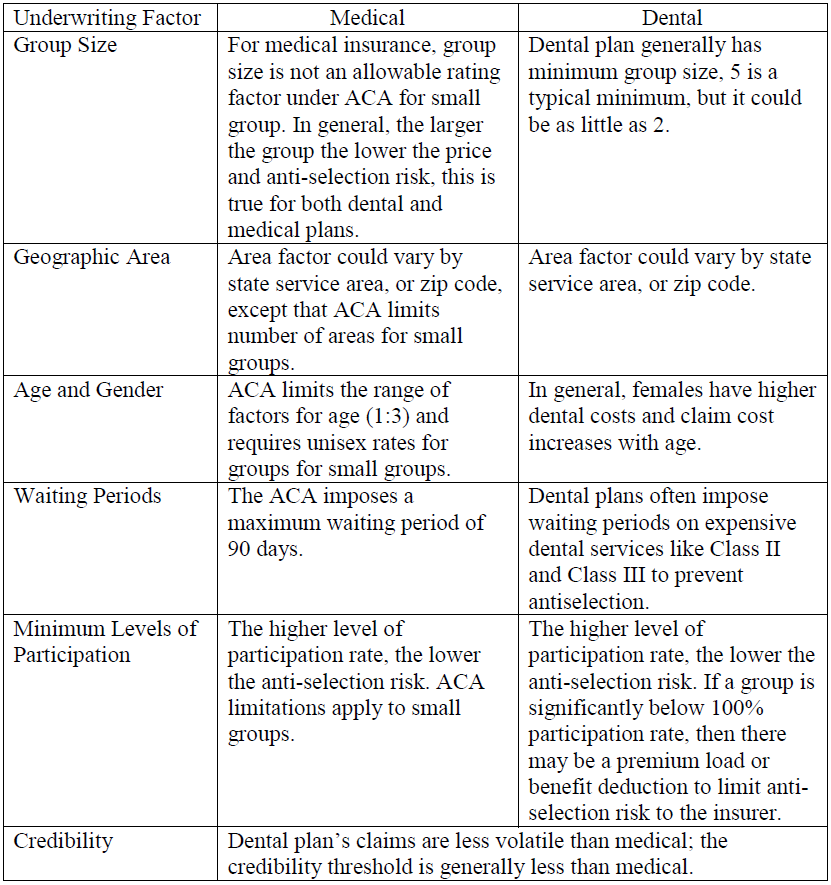 Underwriting Factor
Medical
Dental
Group Size
For medical insurance, group
size is not an allowable rating
factor under ACA for small
group. In general, the larger
the group the lower the price
and anti-selection risk, this is
true for both dental and
medical plans.
Dental plan generally has
minimum group size, 5 is a
typical minimum, but it could
be as little as 2.
Geographic Area
Area factor could vary by
state service area, or zip code,
except that ACA limits
number of areas for small
groups.
Area factor could vary by state
service area, or zip code.
Age and Gender
ACA limits the range of
factors for age (1:3) and
requires unisex rates for
groups for small groups.
In general, females have higher
dental costs and claim cost
increases with age.
Waiting Periods
The ACA imposes a
maximum waiting period of
90 days.
Dental plans often impose
waiting periods on expensive
dental services like Class II
and Class III to prevent
antiselection.
Minimum Levels of
Participation
The higher level of
participation rate, the lower
the anti-selection risk. ACA
limitations apply to small
groups.
The higher level of
participation rate, the lower the
anti-selection risk. If a group is
significantly below 100%
participation rate, then there
may be a premium load or
benefit deduction to limit anti-
selection risk to the insurer.
Credibility
Dental plan’s claims are less volatile than medical; the
credibility threshold is generally less than medical.